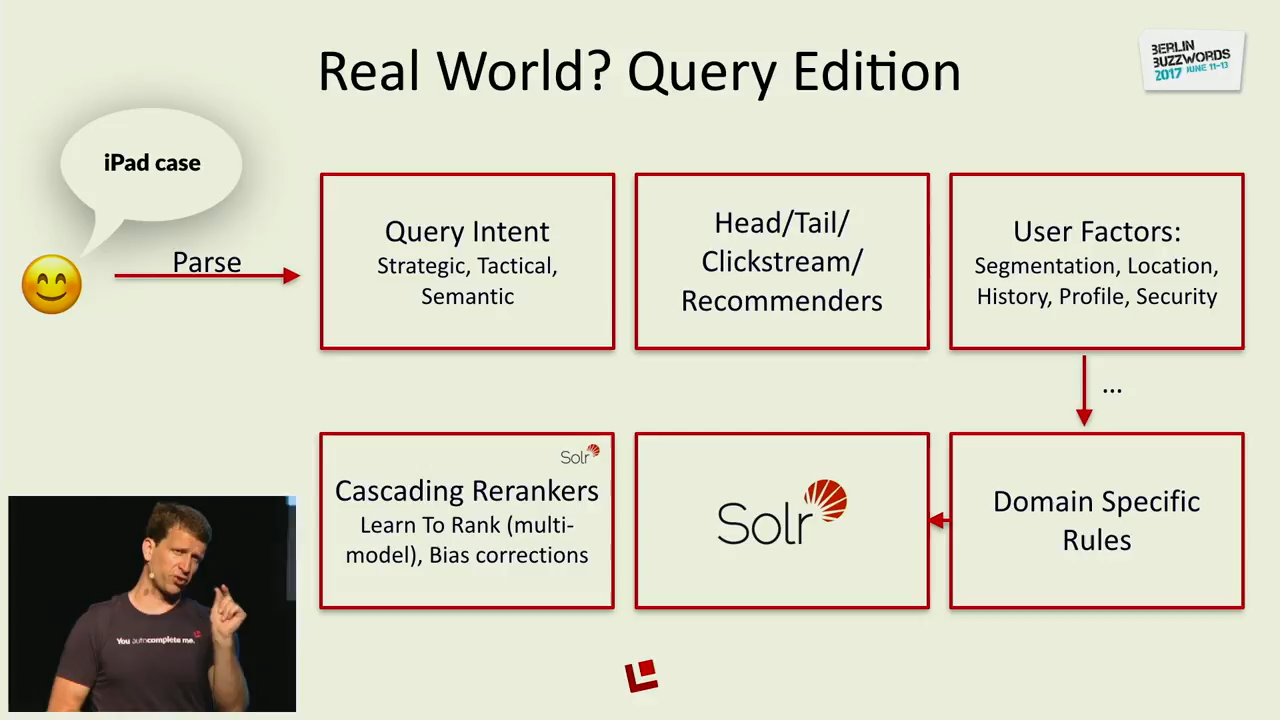 Real World? Query Edition
BERLIN
BUZZWORDS
2017 JUNE 11-13
iPad case
Parse
Query Intent
Strategic, Tactical,
Semantic
Head/Tail/
Clickstream/
Recommenders
User Factors:
Segmentation, Location,
History, Profile, Security
...
Solr
Cascading Rerankers
Learn To Rank (multi-
model), Bias corrections
Solr
Domain Specific
Rules
You autocomplete me.